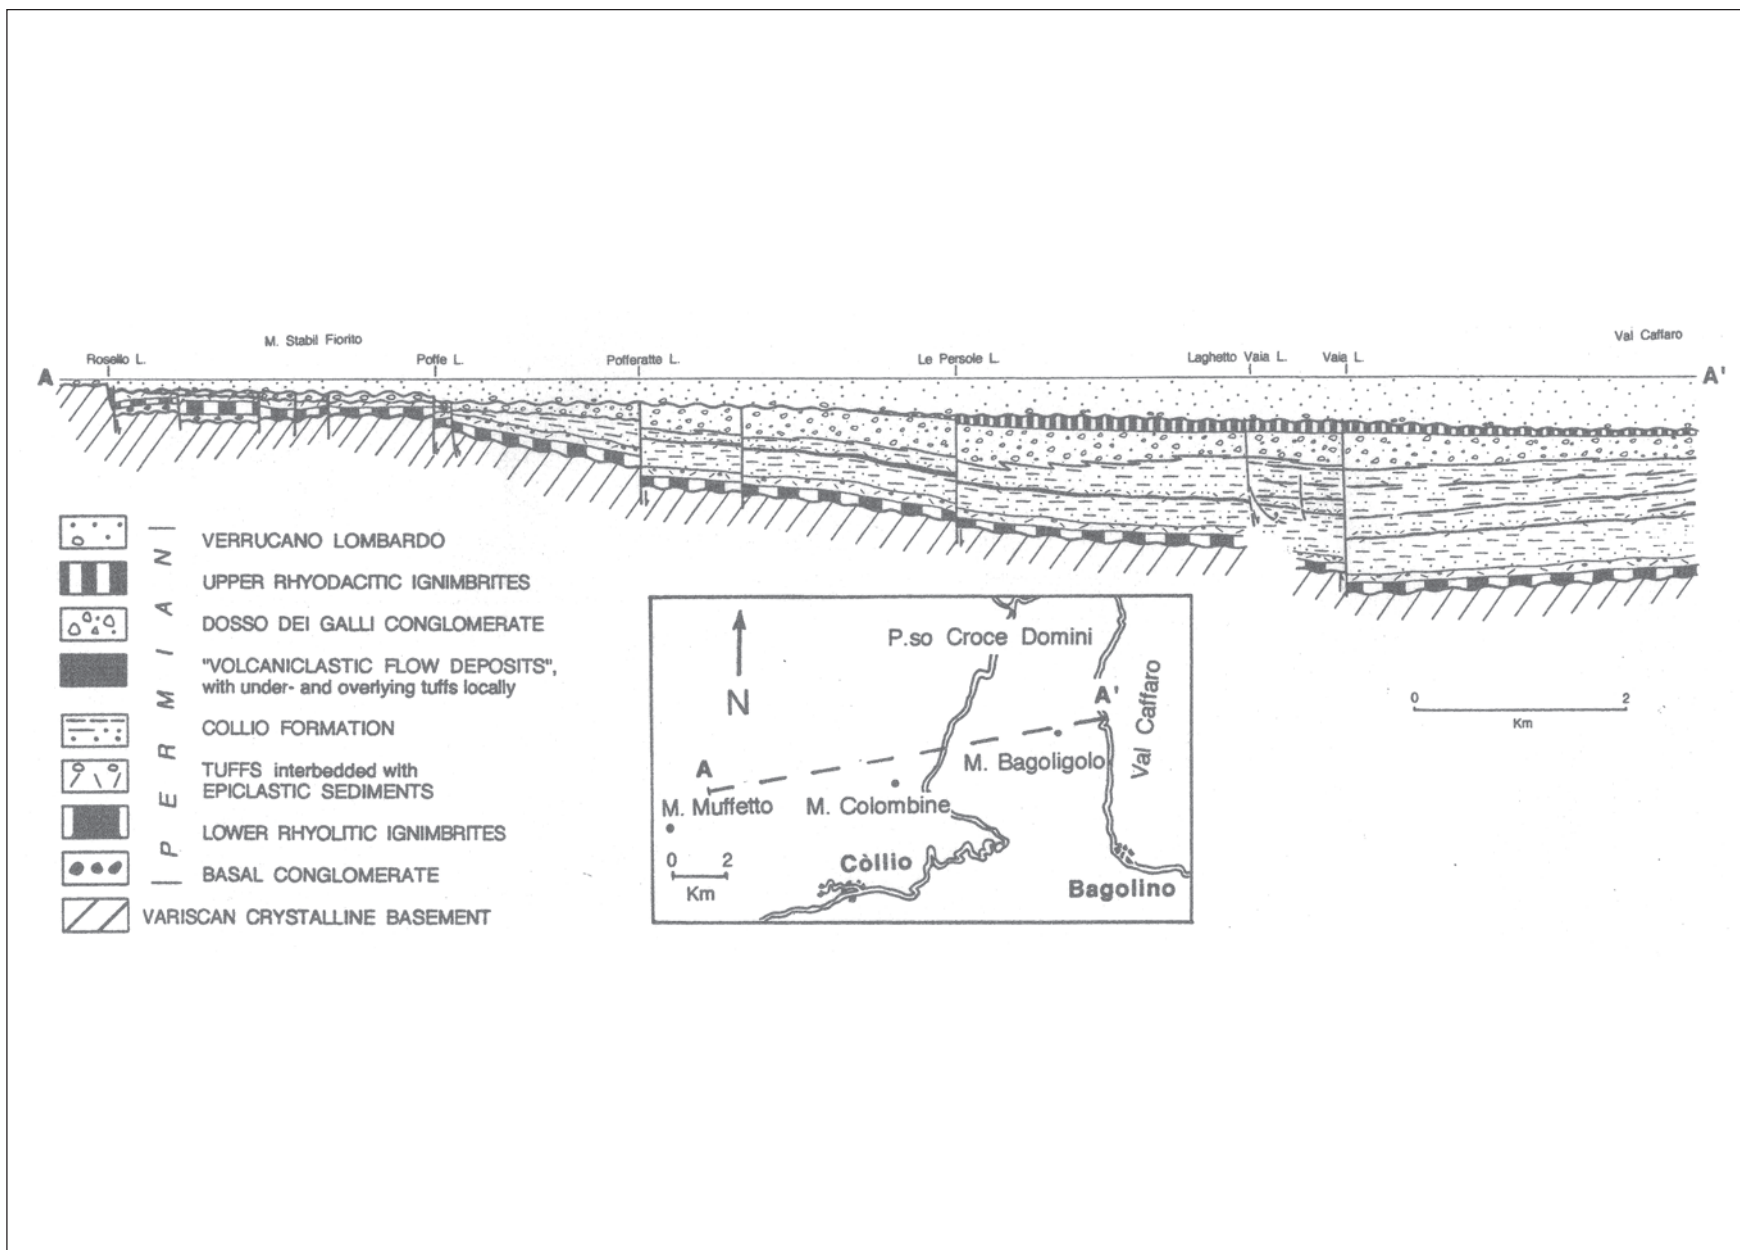 M. Stabil Fiorito
Val Caffaro
Rosello L.
Poffe L.
Pofferatte L.
Le Persole L.
Laghetto Vaia L.
Vaia L.
A
A'
VERRUCANO LOMBARDO
UPPER RHYODACITIC IGNIMBRITES
DOSSO DEI GALLI CONGLOMERATE
"VOLCANICLASTIC FLOW DEPOSITS",
with under- and overlying tuffs locally
COLLIO FORMATION
TUFFS interbedded with
EPICLASTIC SEDIMENTS
LOWER RHYOLITIC IGNIMBRITES
BASAL CONGLOMERATE
VARISCAN CRYSTALLINE BASEMENT
PERMIAN
P.so Croce Domini
N
A'
Val Caffaro
A
M. Bagoligolo
M. Muffetto
M. Colombine
0 2
Km
Còllio
Bagolino
0 2
Km